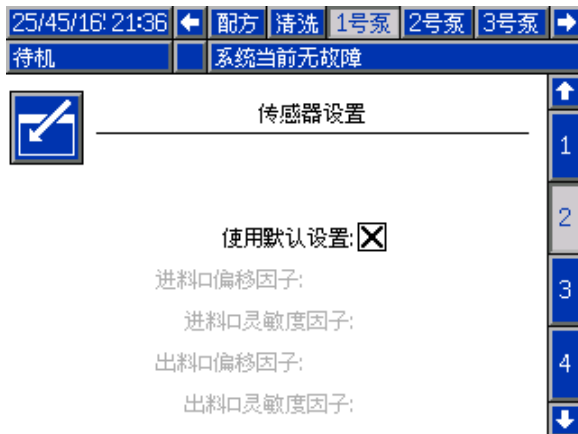 25/45/16! 21:36 配方 清洗 1号泵 2号泵 3号泵
待机 系统当前无故障
传感器设置
1
2
使用默认设置:
进料口偏移因子:
3
进料口灵敏度因子:
出料口偏移因子:
4
出料口灵敏度因子: